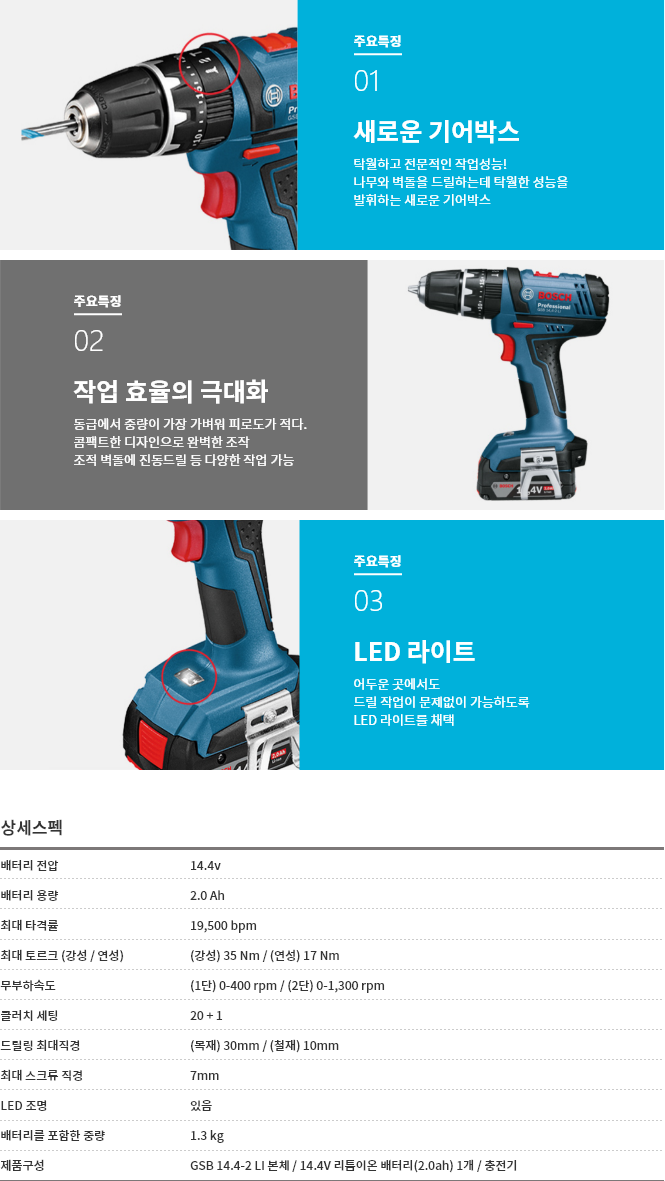 주요특징
01
새로운 기어박스
탁월하고 전문적인 작업성능!
나무와 벽돌을 드릴하는데 탁월한 성능을
발휘하는 새로운 기어박스
주요특징
02
작업 효율의 극대화
동급에서 중량이 가장 가벼워 피로도가 적다.
콤팩트한 디자인으로 완벽한 조작
조적 벽돌에 진동드릴 등 다양한 작업 가능
BOSCH
Professional
14.4V
주요특징
03
LED 라이트
어두운 곳에서도
드릴 작업이 문제없이 가능하도록
LED 라이트를 채택
2.0Ah
상세스펙
배터리 전압 14.4v
배터리 용량 2.0 Ah
최대 타격률 19,500 bpm
최대 토르크 (강성 / 연성) (강성) 35 Nm / (연성) 17 Nm
무부하속도 (1단) 0-400 rpm / (2단) 0-1,300 rpm
클러치 세팅 20 + 1
드릴링 최대직경 (목재) 30mm / (철재) 10mm
최대 스크류 직경 7mm
LED 조명 있음
배터리를 포함한 중량 1.3 kg
제품구성 GSB 14.4-2 LI 본체 / 14.4V 리튬이온 배터리(2.0ah) 1개 / 충전기